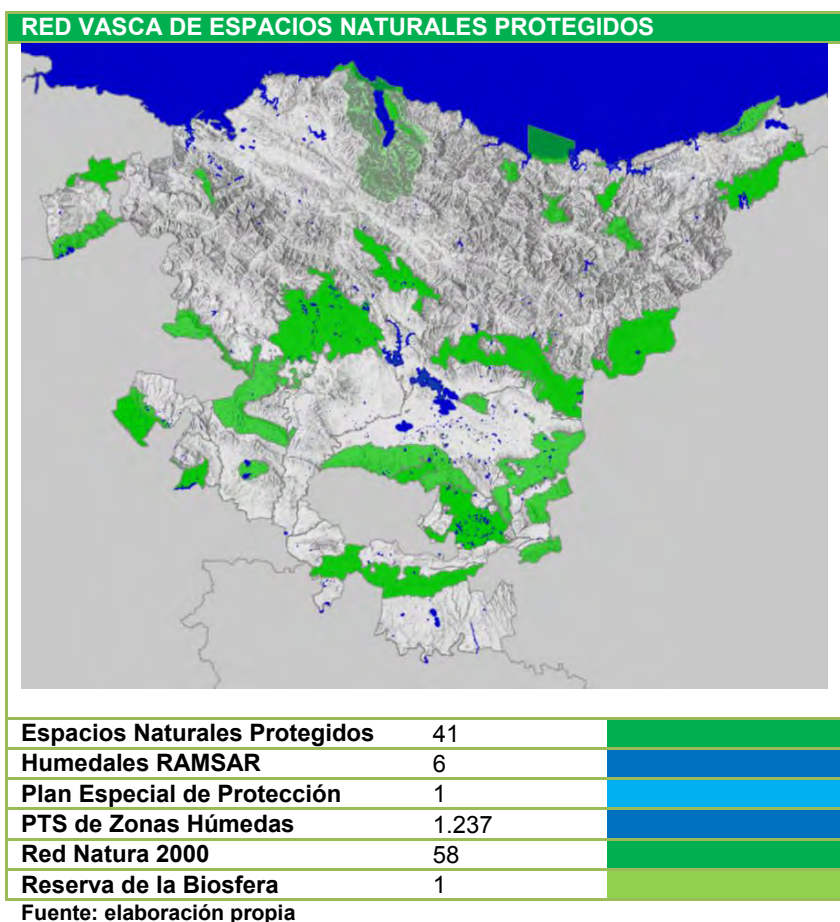 RED VASCA DE ESPACIOS NATURALES PROTEGIDOS
Espacios Naturales Protegidos 41
Humedales RAMSAR 6
Plan Especial de Protección 1
PTS de Zonas Húmedas 1.237
Red Natura 2000 58
Reserva de la Biosfera 1
Fuente: elaboración propia